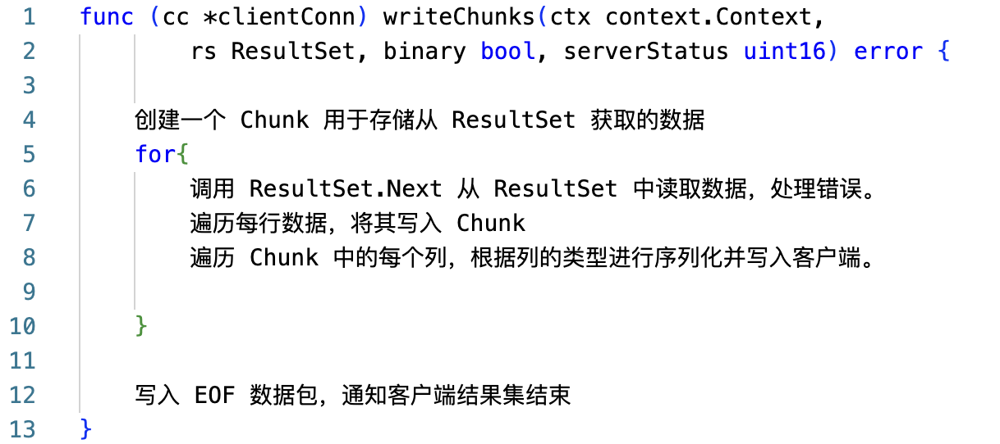 1 func (cc *clientConn) writeChunks(ctx context.Context,
2 rs ResultSet, binary bool, serverStatus uint16) error {
3
4 创建一个 Chunk 用于存储从 ResultSet 获取的数据
5 for{
6 调用 ResultSet.Next 从 ResultSet 中读取数据，处理错误。
7 遍历每行数据，将其写入 Chunk
8 遍历 Chunk 中的每个列，根据列的类型进行序列化并写入客户端。
9
10 }
11
12 写入 EOF 数据包，通知客户端结果集结束
13 }